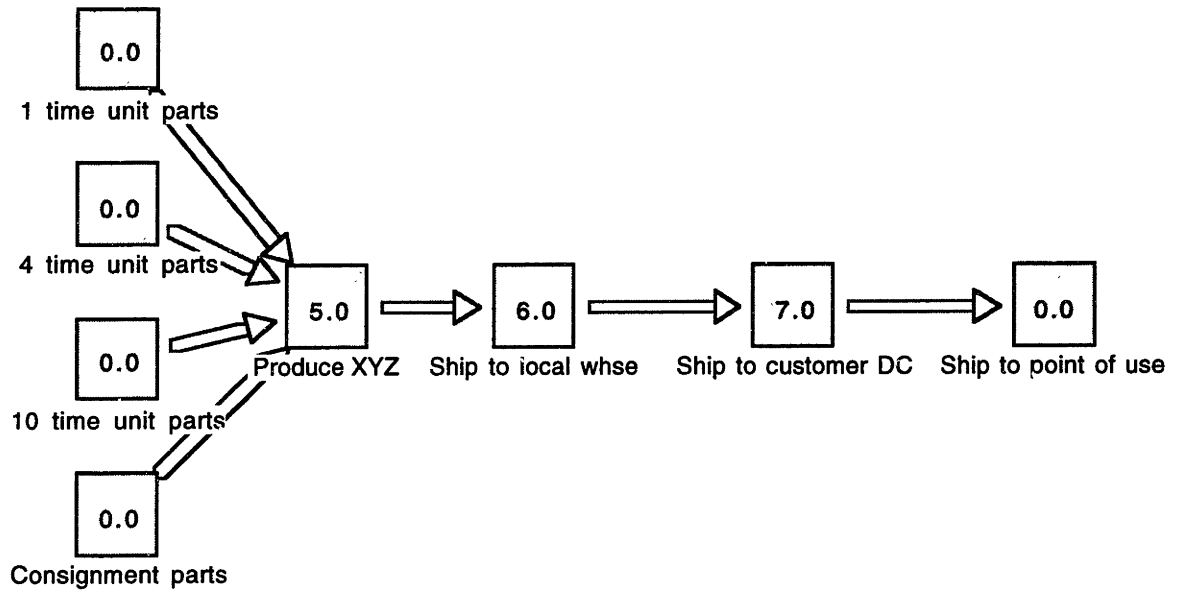 0.0
1 time unit parts
0.0
4 time unit parts
0.0
10 time unit parts
0.0
Consignment parts
5.0
Produce XYZ
6.0
Ship to iocal whse
7.0
Ship to customer DC
0.0
Ship to point of use